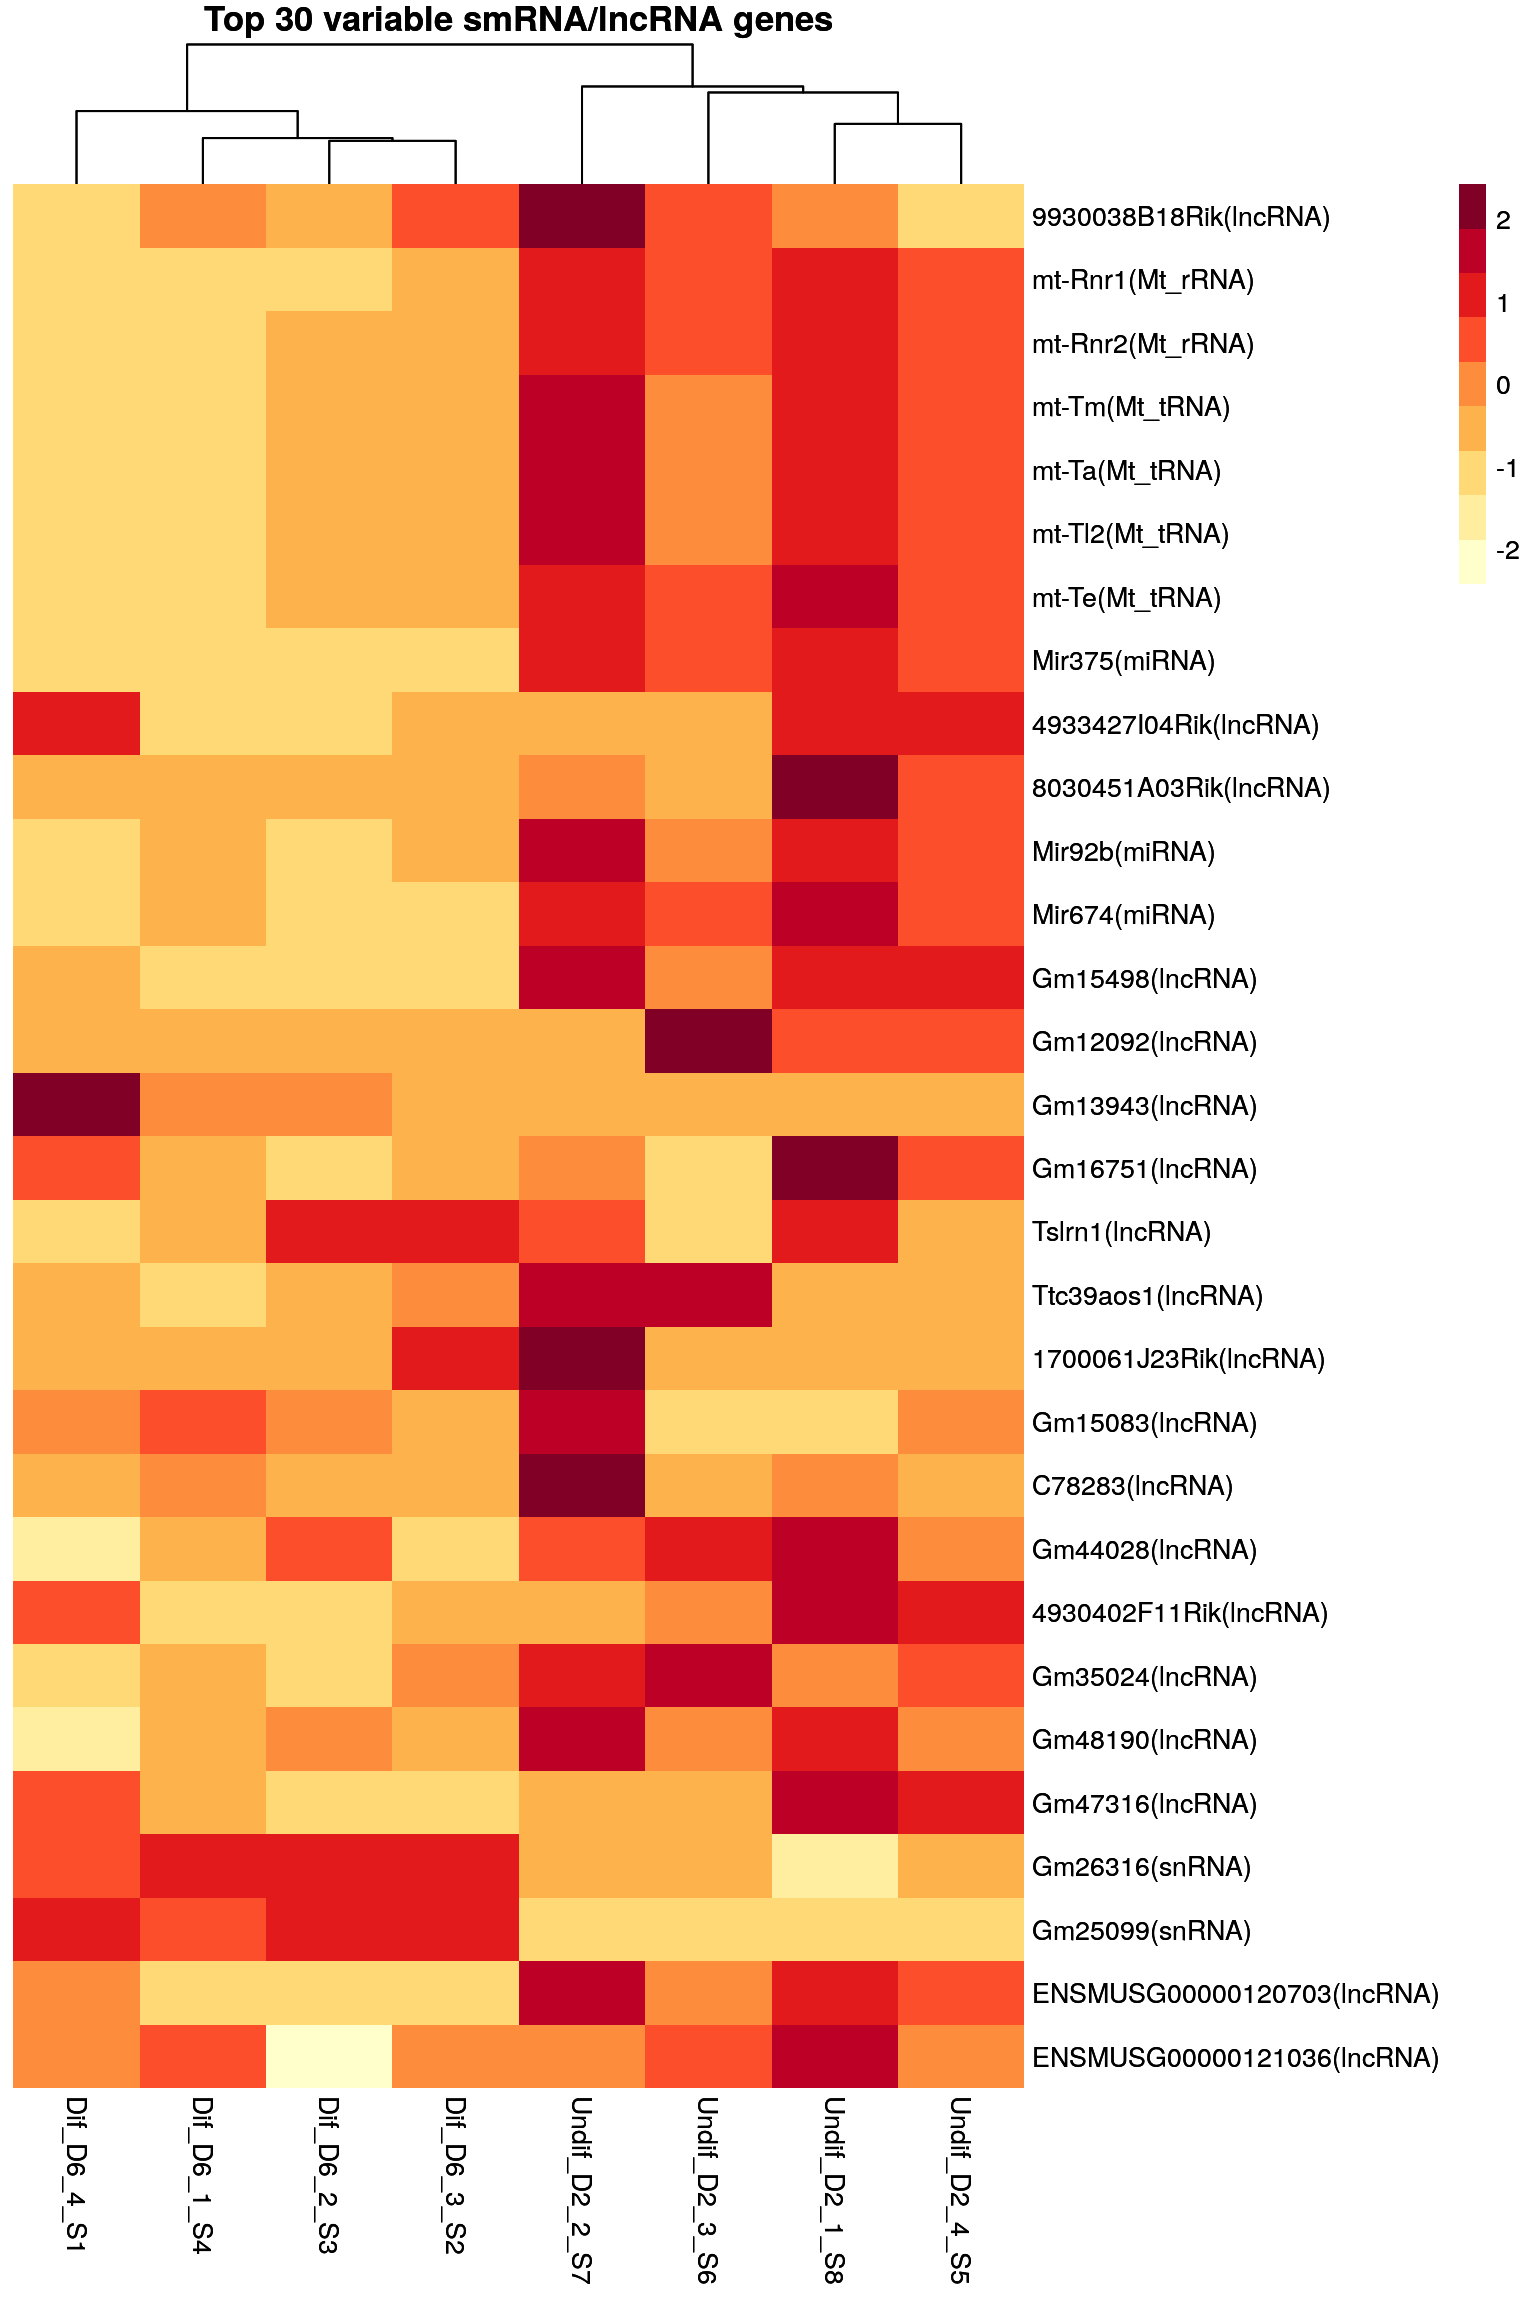 Top 30 variable smRNA/lncRNA genes
9930038B18Rik(lncRNA)
mt-Rnr1(Mt_rRNA)
mt-Rnr2(Mt_rRNA)
mt-Tm(Mt_tRNA)
mt-Ta(Mt_tRNA)
mt-Tl2(Mt_tRNA)
mt-Te(Mt_tRNA)
Mir375(miRNA)
4933427I04Rik(lncRNA)
8030451A03Rik(lncRNA)
Mir92b(miRNA)
Mir674(miRNA)
Gm15498(lncRNA)
Gm12092(lncRNA)
Gm13943(lncRNA)
Gm16751(lncRNA)
Tslrn1(lncRNA)
Ttc39aos1(lncRNA)
1700061J23Rik(lncRNA)
Gm15083(lncRNA)
C78283(lncRNA)
Gm44028(lncRNA)
4930402F11Rik(lncRNA)
Gm35024(lncRNA)
Gm48190(lncRNA)
Gm47316(lncRNA)
Gm26316(snRNA)
Gm25099(snRNA)
ENSMUSG00000120703(lncRNA)
ENSMUSG00000121036(lncRNA)
2
1
0
-1
-2
Dif_D6_4_S1
Dif_D6_1_S4
Dif_D6_2_S3
Dif_D6_3_S2
Undif_D2_2_S7
Undif_D2_3_S6
Undif_D2_1_S8
Undif_D2_4_S5